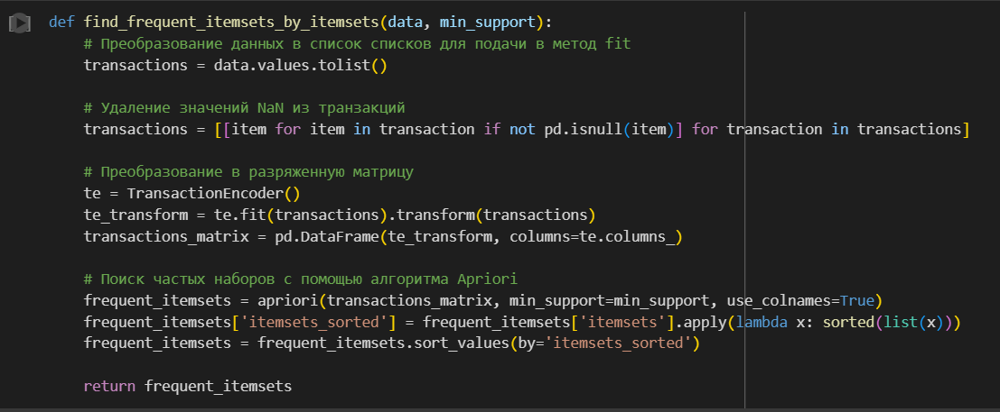 def find_frequent_itemsets_by_itemsets(data, min_support):
    # Преобразование данных в список списков для подачи в метод fit
    transactions = data.values.tolist()

    # Удаление значений NaN из транзакций
    transactions = [[item for item in transaction if not pd.isnull(item)] for transaction in transactions]

    # Преобразование в разряженную матрицу
    te = TransactionEncoder()
    te_transform = te.fit(transactions).transform(transactions)
    transactions_matrix = pd.DataFrame(te_transform, columns=te.columns_)

    # Поиск частых наборов с помощью алгоритма Apriori
    frequent_itemsets = apriori(transactions_matrix, min_support=min_support, use_colnames=True)
    frequent_itemsets['itemsets_sorted'] = frequent_itemsets['itemsets'].apply(lambda x: sorted(list(x)))
    frequent_itemsets = frequent_itemsets.sort_values(by='itemsets_sorted')

    return frequent_itemsets